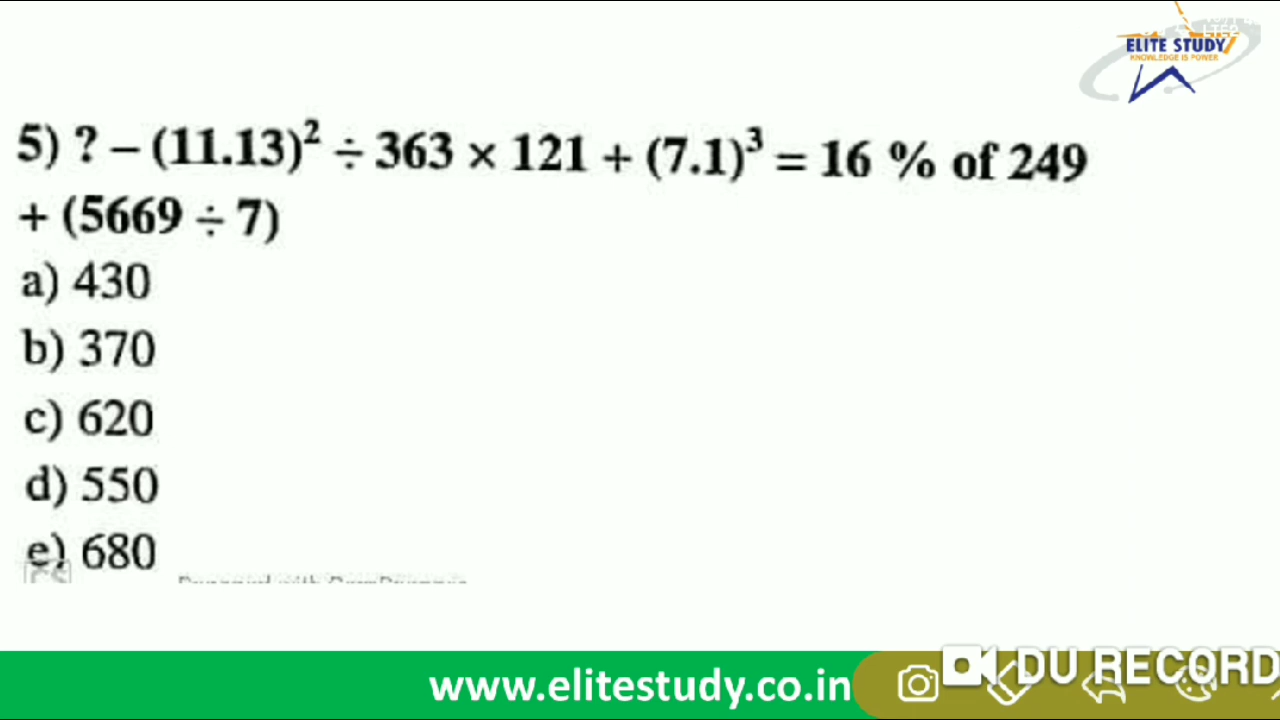 ELITE STUDY
KNOWLEDGE IS POWER
5) ? – (11.13)² ÷ 363 × 121 + (7.1)³ = 16 % of 249
+ (5669 ÷ 7)
a) 430
b) 370
c) 620
d) 550
e) 680
CS
www.elitestudy.co.in
DU RECORD